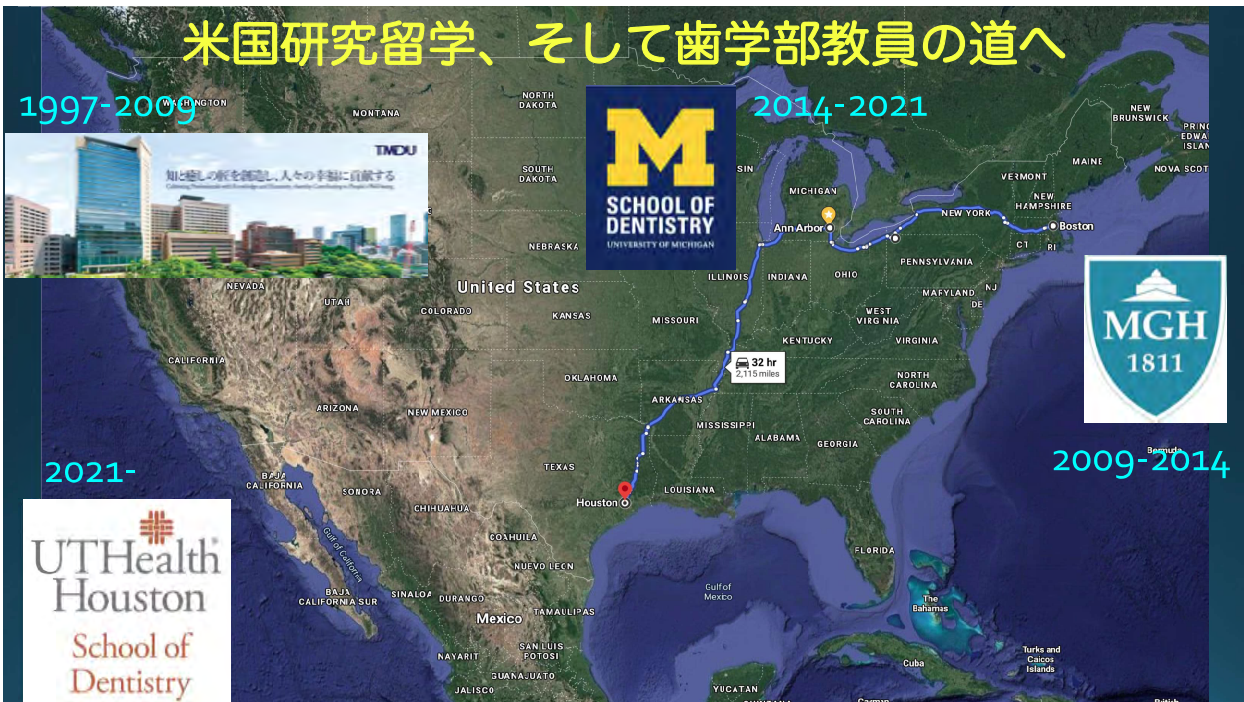 米国研究留学、そして歯学部教員の道へ
1997-2009
TMDU
知と癒しの匠を創造し、人々の幸福に貢献する
2014-2021
M
SCHOOL OF
DENTISTRY
UNIVERSITY OF MICHIGAN
WASHINGTON
MONTANA
NORTH
DAKOTA
SOUTH
DAKOTA
NEBRASKA
SIN
MICHIGAN
Ann Arbor
NEW YORK
VERMONT
NEW
HAMPSHIRE
MAINE
NEW
BRUNSWICK
PRINC
EDWA
ISLAN
NOVA SCOT
Boston
CT
RI
PENNSYLVANIA
NJ
MARYLAND
DE
ILLINOIS
INDIANA
OHIO
WEST
VIRGINIA
VIRGINIA
KENTUCKY
NEVADA
UTAH
COLORADO
United States
KANSAS
MISSOURI
32 hr
2,115 miles
CALIFORNIA
ARIZONA
NEW MEXICO
OKLAHOMA
ARKANSAS
MISSISSIPPI
ALABAMA
GEORGIA
NORTH
CAROLINA
SOUTH
CAROLINA
MGH
1811
2009-2014
Bermuda
TEXAS
LOUISIANA
Houston
FLORIDA
2021-
UTHealth
Houston
School of
Dentistry
BAJA
CALIFORNIA
SONORA
CHIHUAHUA
COAHUILA
NUEVO LEON
Gulf of California
BAJA
CALIFORNIA SUR
SINALOA
DURANGO
TAMAULIPAS
Mexico
SAN LUIS
POTOSI
NAYARIT
GUANAJUATO
JALISCO
Gulf of
Mexico
YUCATAN
Cuba
The
Bahamas
Turks and
Caicos
Islands